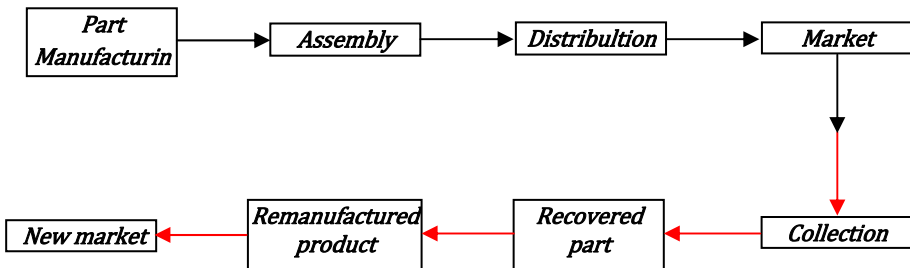 Part
Manufacturin
Assembly
Distribultion
Market
New market
Remanufactured
product
Recovered
part
Collection